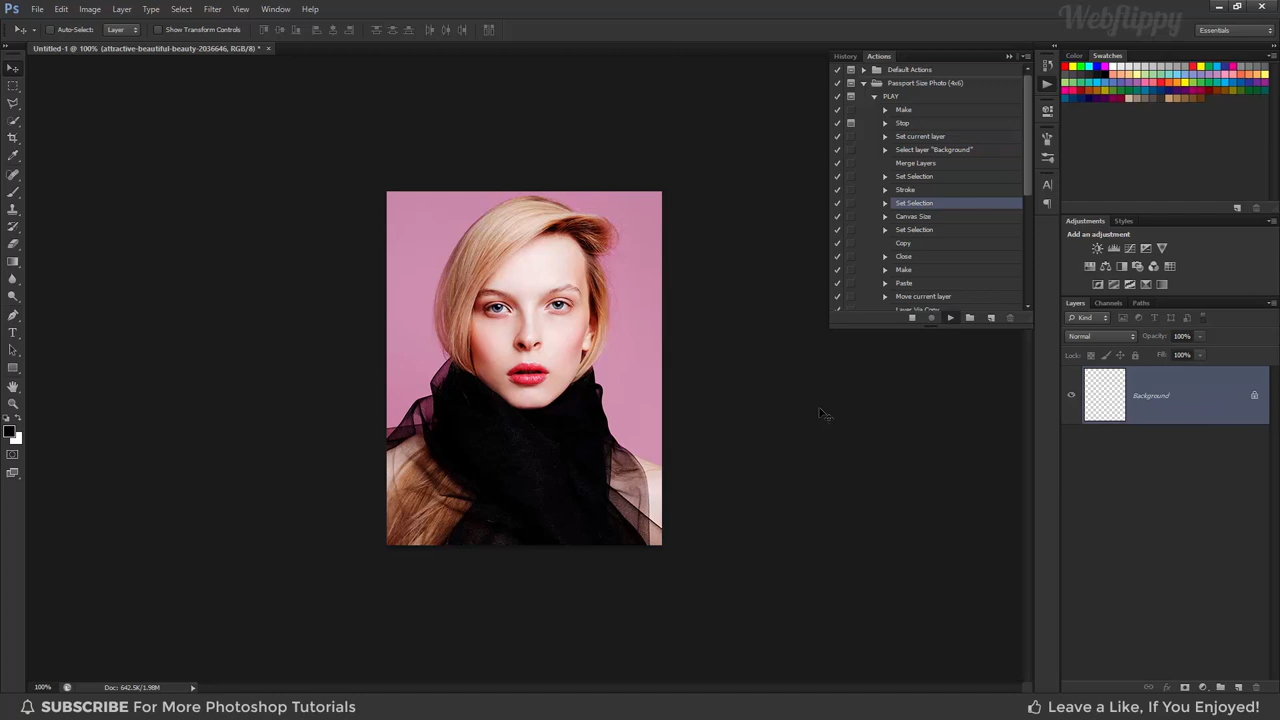 Ps File Edit Image Layer Type Select Filter View Window Help
Webflippy
Auto-Select: Layer Show Transform Controls Essentials
Untitled-1 @ 100% (attractive-beautiful-beauty-2036646, RGB/8) * ×
History Actions
Color Swatches
Default Actions
Passport Size Photo (4x6)
PLAY
Make
Stop
Set current layer
Select layer "Background"
Merge Layers
Set Selection
Stroke
Set Selection
Canvas Size
Set Selection
Copy
Close
Make
Paste
Move current layer
Layer Via Copy
Adjustments Styles
Add an adjustment
Layers Channels Paths
Kind
Normal Opacity: 100%
Lock: Fill: 100%
Background
100% Doc: 642.5K/1.98M
SUBSCRIBE For More Photoshop Tutorials
Leave a Like, If You Enjoyed!